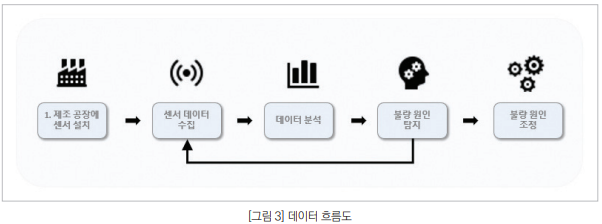 1. 제조 공장에
센서 설치
센서 데이터
수집
데이터 분석
불량 원인
탐지
불량 원인
조정
[그림 3] 데이터 흐름도